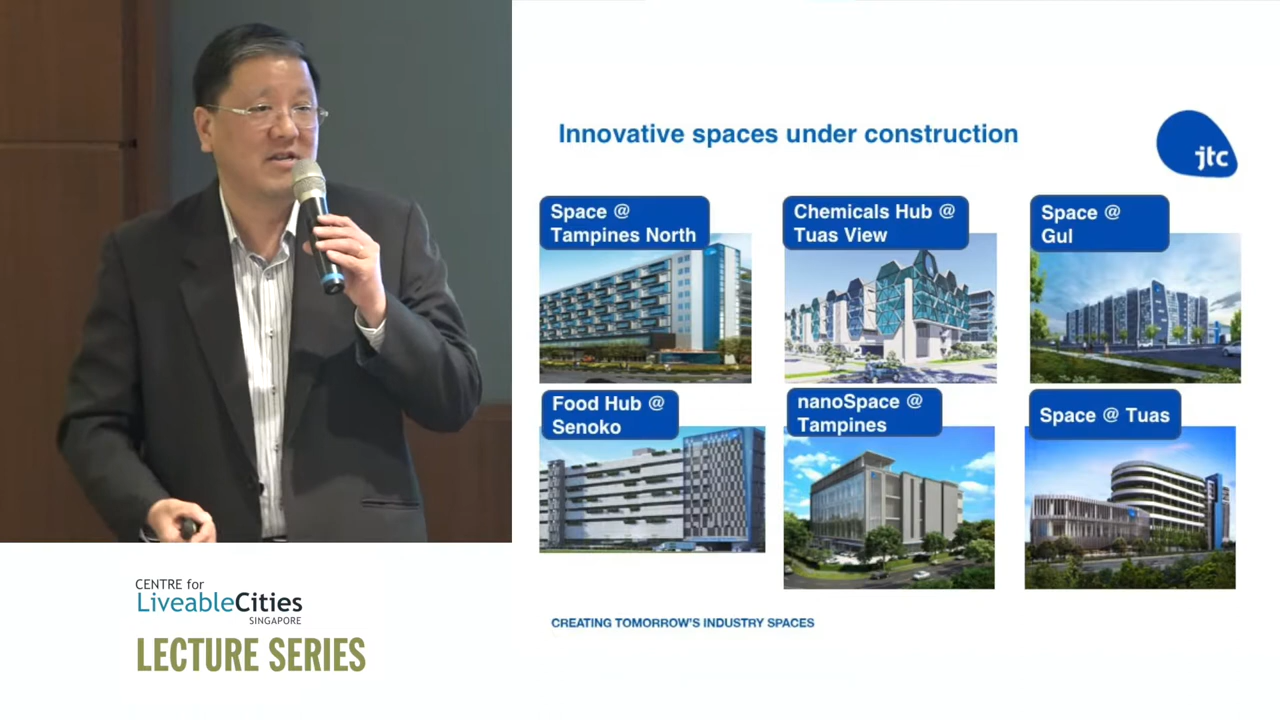 Innovative spaces under construction
jtc
Space @
Tampines North
Chemicals Hub @
Tuas View
Space @
Gul
Food Hub @
Senoko
nanoSpace @
Tampines
Space @ Tuas
CREATING TOMORROW'S INDUSTRY SPACES
CENTRE for
LiveableCities
SINGAPORE
LECTURE SERIES